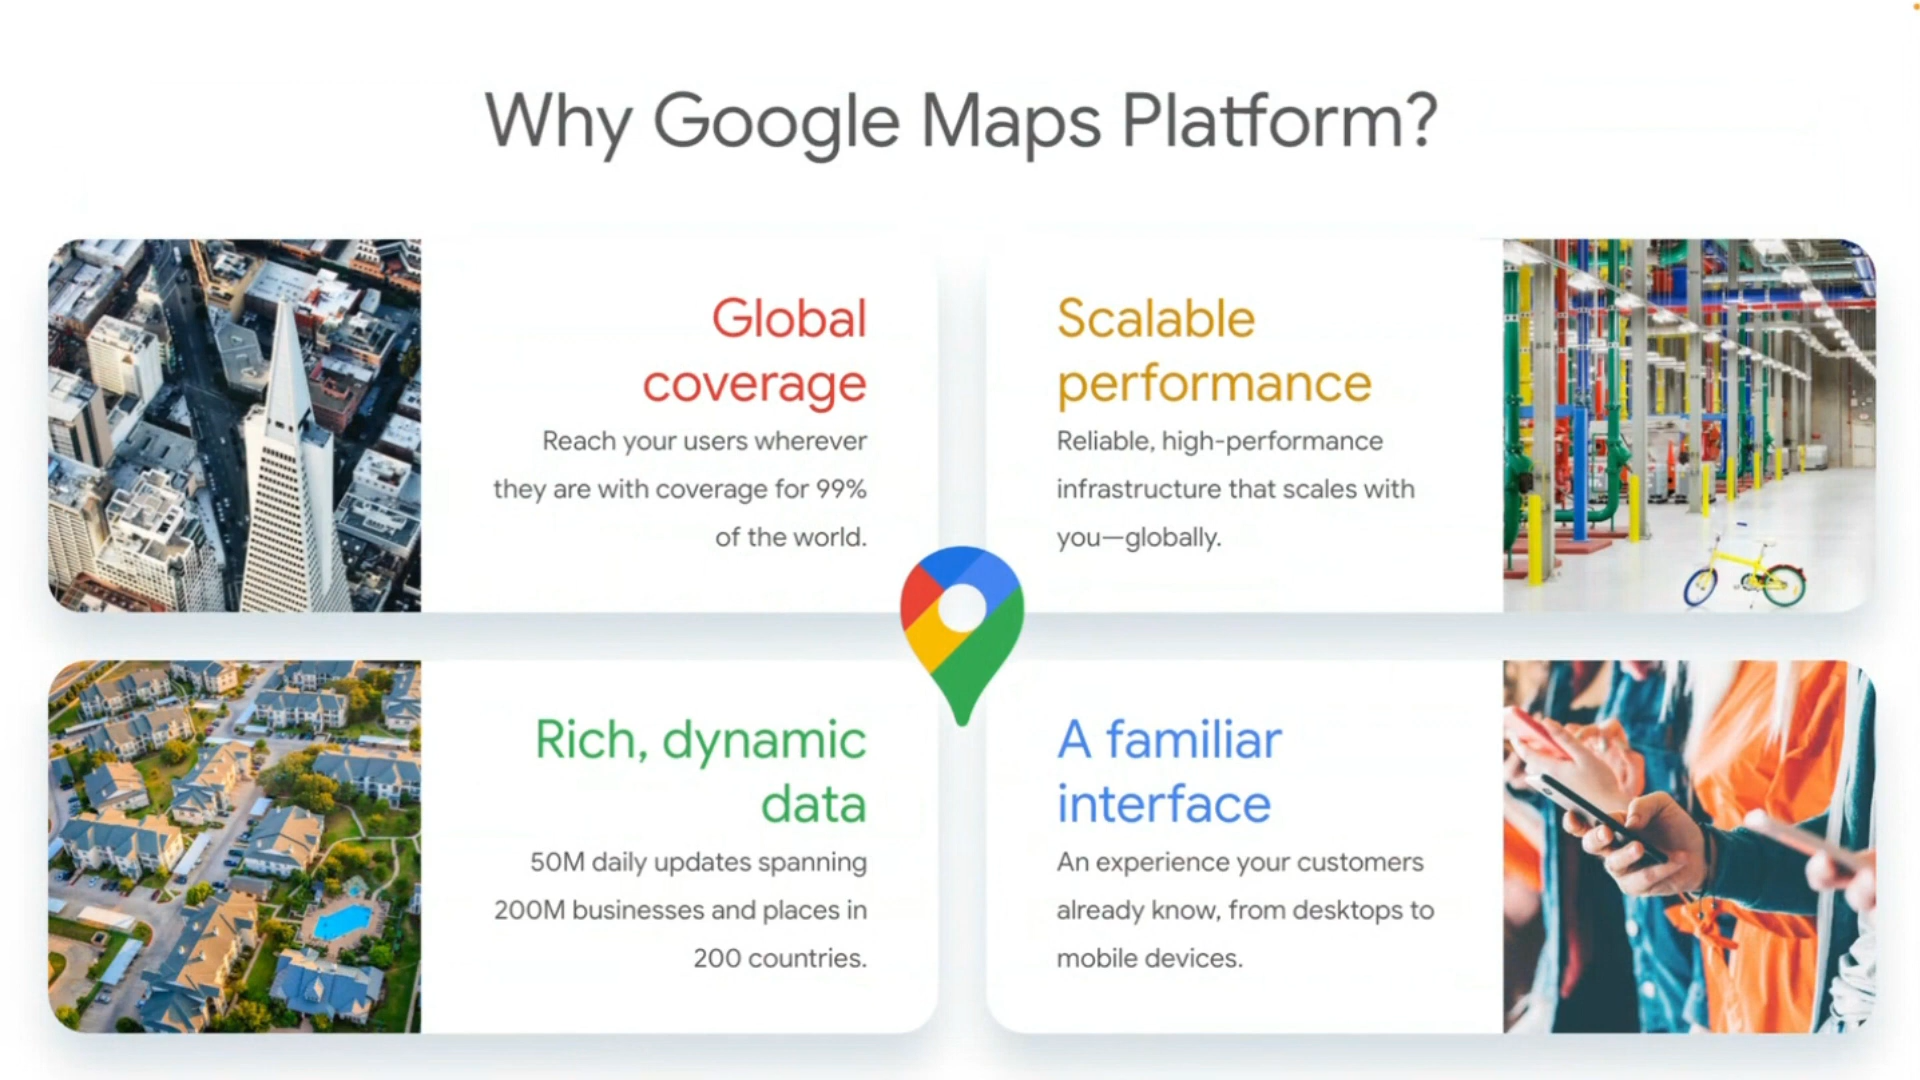 Why Google Maps Platform?
Global
coverage
Reach your users wherever
they are with coverage for 99%
of the world.
Scalable
performance
Reliable, high-performance
infrastructure that scales with
you—globally.
Rich, dynamic
data
50M daily updates spanning
200M businesses and places in
200 countries.
A familiar
interface
An experience your customers
already know, from desktops to
mobile devices.